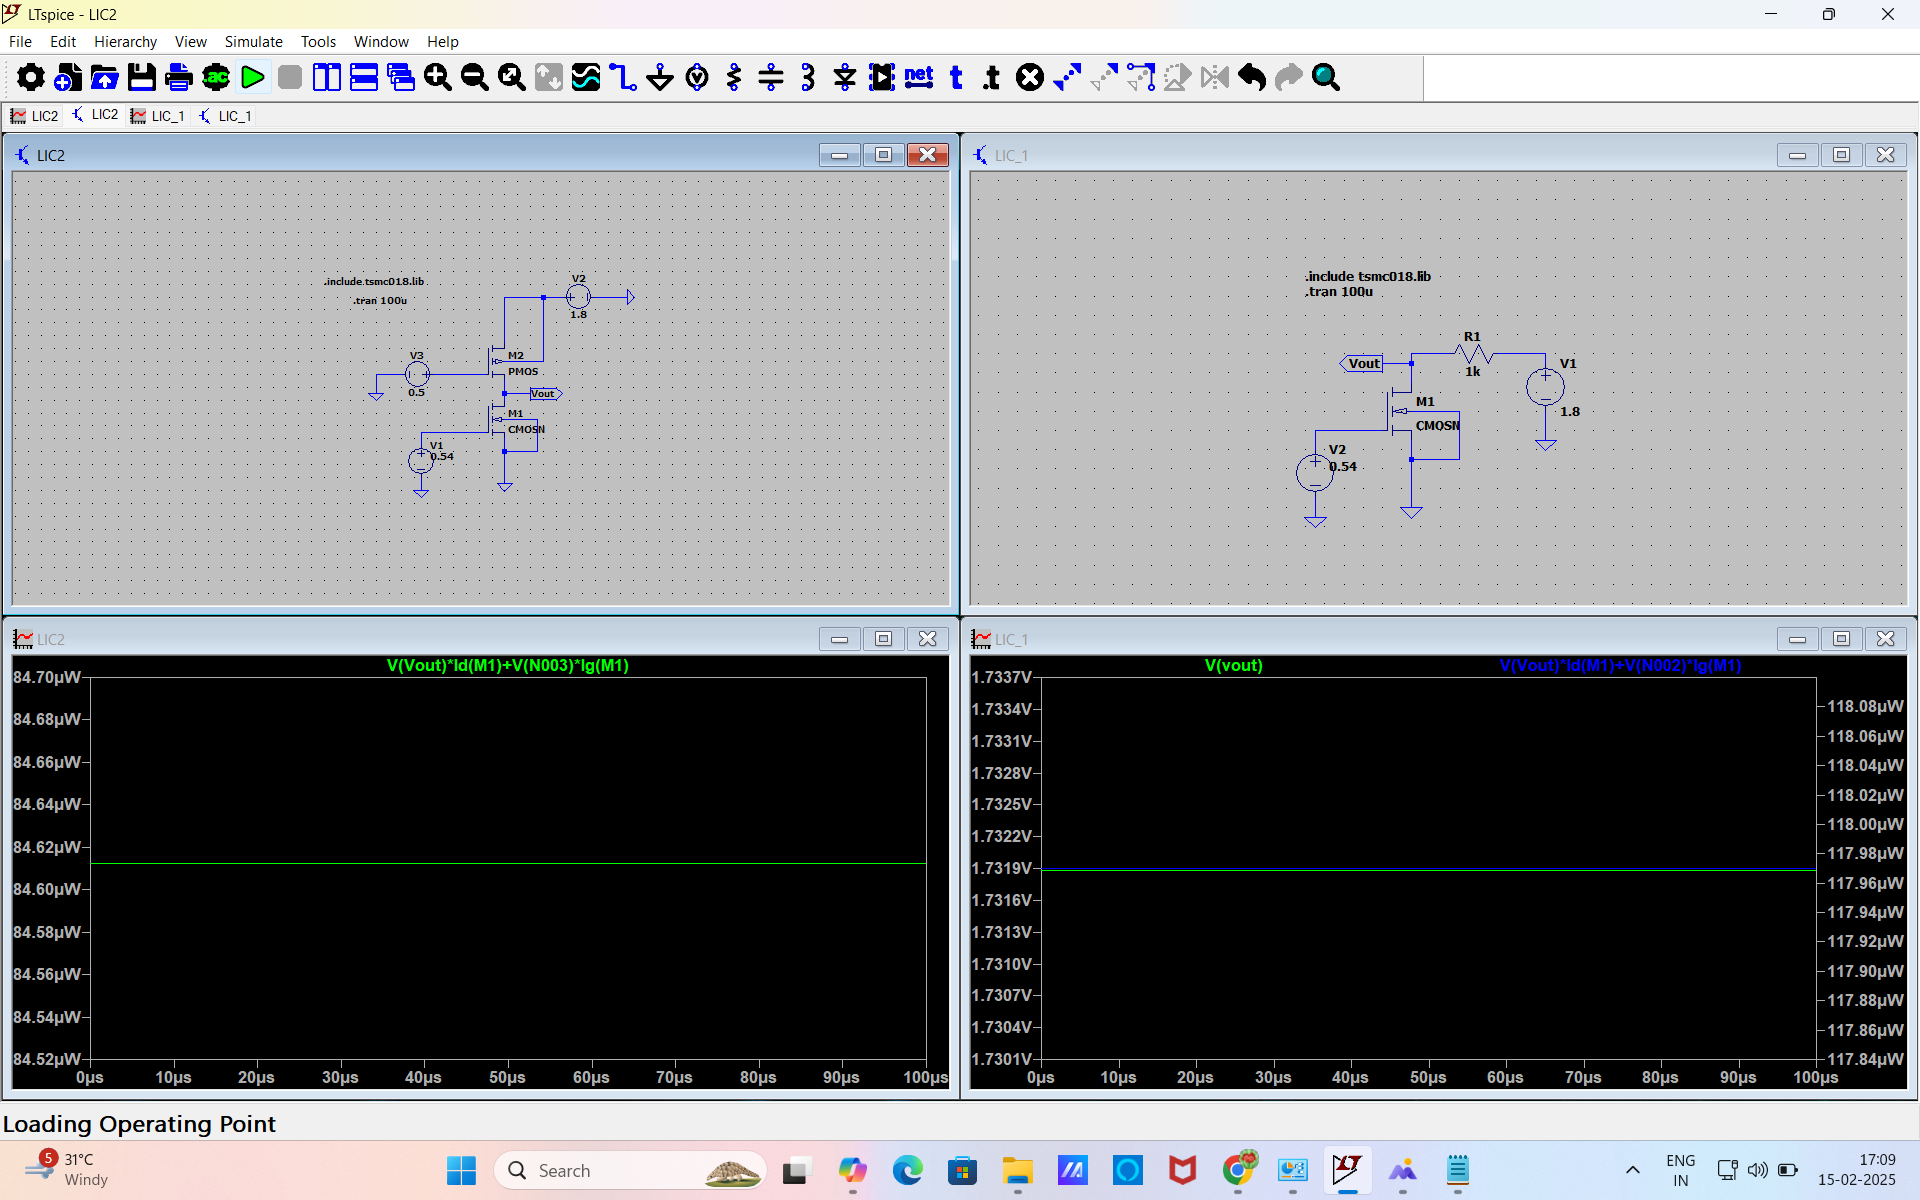 LTspice - LIC2
File Edit Hierarchy View Simulate Tools Window Help
.ac net t .t
LIC2 LIC2 LIC_1 LIC_1
LIC2
.include tsmc018.lib
.tran 100u
V2
1.8
V3
0.5
M2
PMOS
Vout
M1
CMOSN
V1
0.54
LIC_1
.include tsmc018.lib
.tran 100u
R1
1k
Vout
V1
1.8
M1
CMOSN
V2
0.54
LIC2
V(Vout)*Id(M1)+V(N003)*Ig(M1)
84.70µW
84.68µW
84.66µW
84.64µW
84.62µW
84.60µW
84.58µW
84.56µW
84.54µW
84.52µW
0µs 10µs 20µs 30µs 40µs 50µs 60µs 70µs 80µs 90µs 100µs
LIC_1
V(vout) V(Vout)*Id(M1)+V(N002)*Ig(M1)
1.7337V
1.7334V
1.7331V
1.7328V
1.7325V
1.7322V
1.7319V
1.7316V
1.7313V
1.7310V
1.7307V
1.7304V
1.7301V
118.08µW
118.06µW
118.04µW
118.02µW
118.00µW
117.98µW
117.96µW
117.94µW
117.92µW
117.90µW
117.88µW
117.86µW
117.84µW
0µs 10µs 20µs 30µs 40µs 50µs 60µs 70µs 80µs 90µs 100µs
Loading Operating Point
5
31°C
Windy
Search
ENG
IN
17:09
15-02-2025